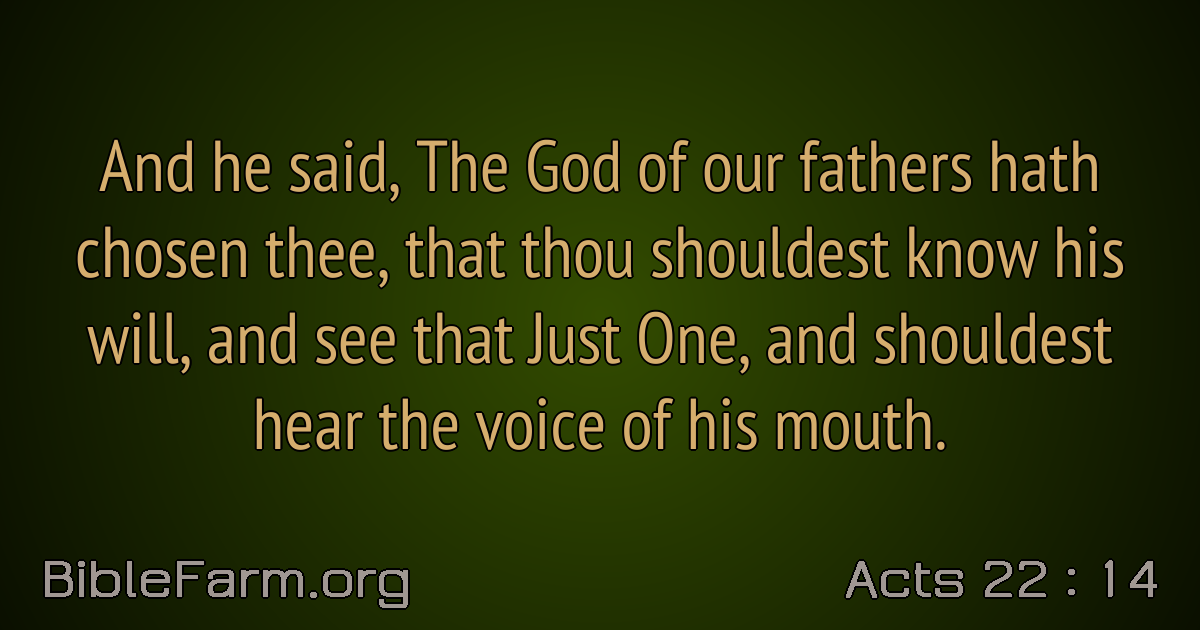 And he said, The God of our fathers hath
chosen thee, that thou shouldest know his
will, and see that Just One, and shouldest
hear the voice of his mouth.
BibleFarm.org
Acts 22 : 14